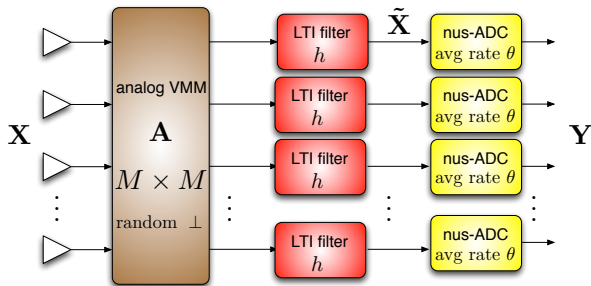 X
analog VMM
A
M × M
random ⊥
LTI filter
h
LTI filter
h
LTI filter
h
LTI filter
h
X̃
nus-ADC
avg rate θ
nus-ADC
avg rate θ
nus-ADC
avg rate θ
nus-ADC
avg rate θ
Y